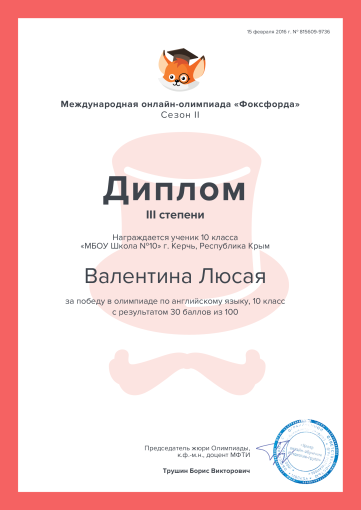 15 февраля 2016 г. № 815609-9736
Международная онлайн-олимпиада «Фоксфорда»
Сезон II
Диплом
III степени
Награждается ученик 10 класса
«МБОУ Школа №10» г. Керчь, Республика Крым
Валентина Люсая
за победу в олимпиаде по английскому языку, 10 класс
с результатом 30 баллов из 100
Председатель жюри Олимпиады,
к.ф.-м.н., доцент МФТИ
Трушин Борис Викторович